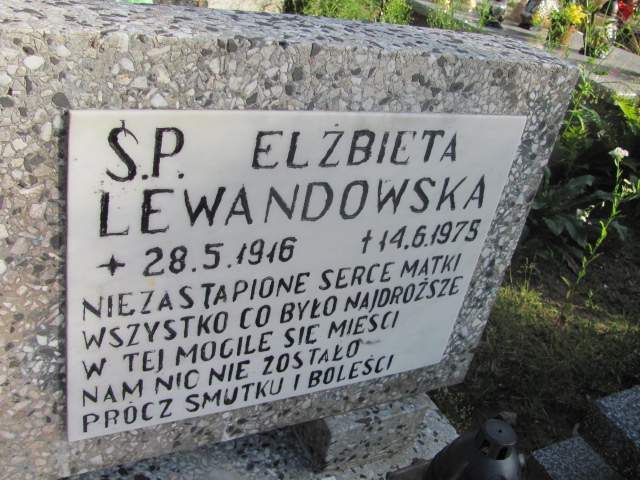 Ś.P. ELŻBIETA
LEWANDOWSKA
+ 28.5.1916 †14.6.1975
NIEZASTAPIONE SERCE MATKI
WSZYSTKO CO BYŁO NAJDROŻSZE
W TEJ MOGILE SIĘ MIEŚCI
NAM NIC NIE ZOSTAŁO
PRÓCZ SMUTKU I BOLEŚCI